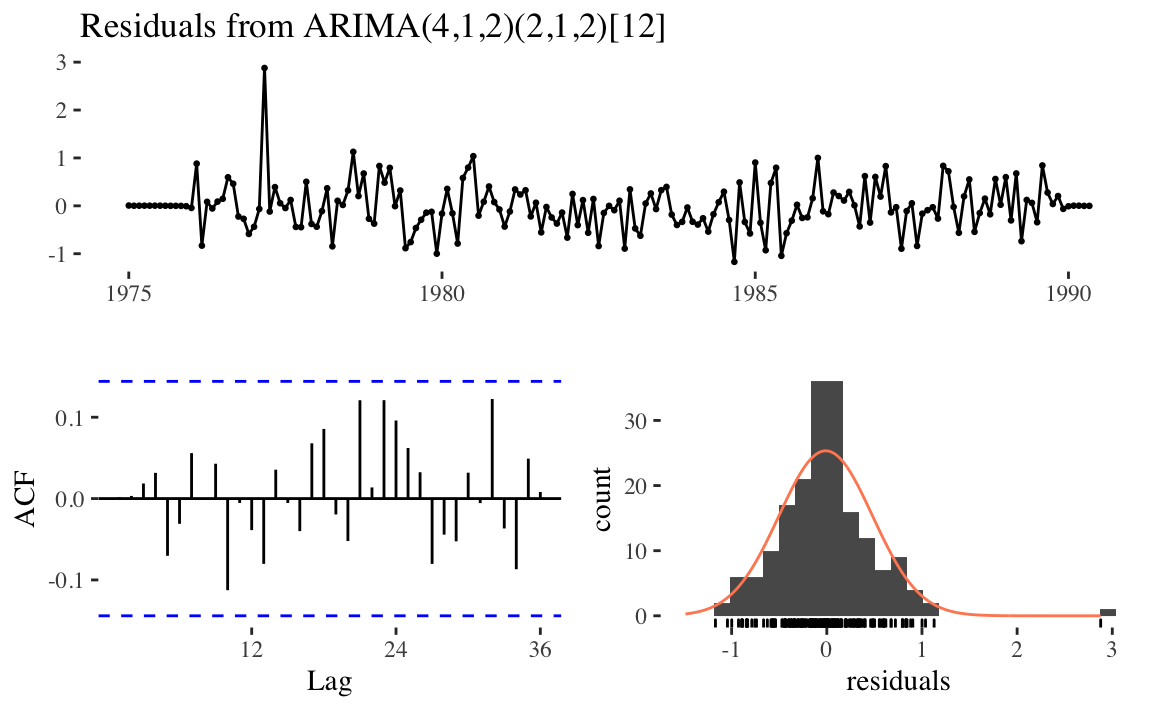 Residuals from ARIMA(4,1,2)(2,1,2)[12]
3
2
1
0
-1
1975 1980 1985 1990
ACF
0.1
0.0
-0.1
12 24 36
Lag
count
30
20
10
0
-1 0 1 2 3
residuals